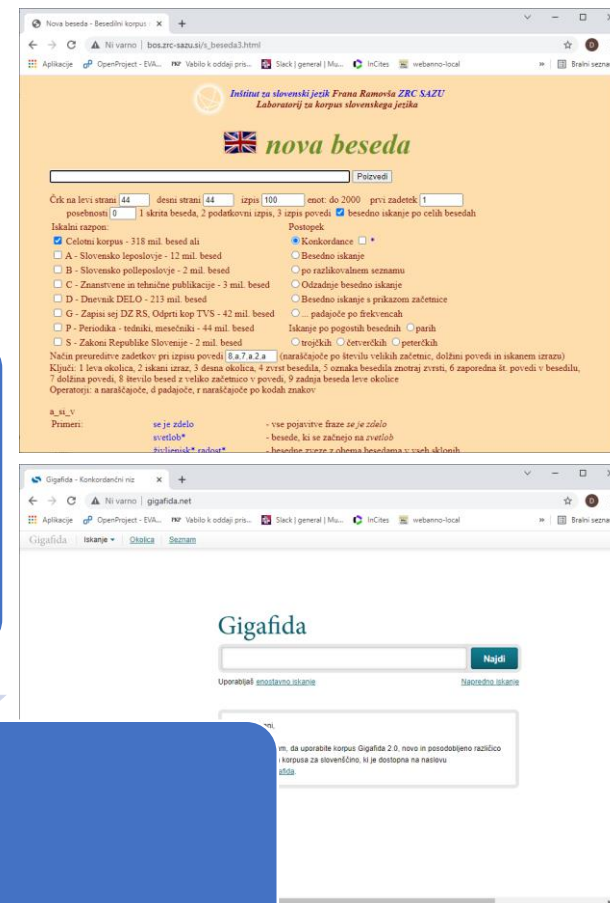 Nova beseda - Besedilni korpus
Ni varno | bos.zrc-sazu.si/s_beseda3.html
Aplikacije OpenProject - EVA... Vabilo k oddaji pris... Slack | general | Mu... InCites webanno-local Bralni sezna
Inštitut za slovenski jezik Frana Ramovša ZRC SAZU
Laboratorij za korpus slovenskega jezika
nova beseda
Poizvedi
Črk na levi strani 44 desni strani 44 izpis 100 enot: do 2000 prvi zadetek 1
posebnosti 0 1 skrita beseda, 2 podatkovni izpis, 3 izpis povedi besedno iskanje po celih besedah
Iskalni razpon: Postopek
Celotni korpus - 318 mil. besed ali Konkordance *
A - Slovensko leposlovje - 12 mil. besed Besedno iskanje
B - Slovensko polleposlovje - 2 mil. besed po razlikovalnem seznamu
C - Znanstvene in tehnične publikacije - 3 mil. besed Odzadnje besedno iskanje
D - Dnevnik DELO - 213 mil. besed Besedno iskanje s prikazom začetnice
G - Zapisi sej DZ RS, Odprti kop TVS - 42 mil. besed ... padajoče po frekvencah
P - Periodika - tedniki, mesečniki - 44 mil. besed Iskanje po pogostih besednih parih
S - Zakoni Republike Slovenije - 2 mil. besed trojčkih četverčkih peterčkih
Način preureditve zadetkov pri izpisu povedi 8.a,7.a,2.a (naraščajoče po številu velikih začetnic, dolžini povedi in iskanem izrazu)
Ključi: 1 leva okolica, 2 iskani izraz, 3 desna okolica, 4 zvrst besedila, 5 oznaka besedila znotraj zvrsti, 6 zaporedna št. povedi v besedilu,
7 dolžina povedi, 8 število besed z veliko začetnico v povedi, 9 zadnja beseda leve okolice
Operatorji: a naraščajoče, d padajoče, r naraščajoče po kodah znakov
a_si_v
Primeri: se je zdelo - vse pojavitve fraze se je zdelo
svetlob* - besede, ki se začnejo na svetlob
življenjsk* radost* - besedne zveze z obema besedama v vseh sklonih
Gigafida - Konkordančni niz
Ni varno | gigafida.net
Aplikacije OpenProject - EVA... Vabilo k oddaji pris... Slack | general | Mu... InCites webanno-local Bralni sezna
Gigafida Iskanje Okolica Seznam
Gigafida
Najdi
Uporabljaš enostavno iskanje Napredno iskanje
da uporabite korpus Gigafida 2.0, novo in posodobljeno različico
korpusa za slovenščino, ki je dostopna na naslovu